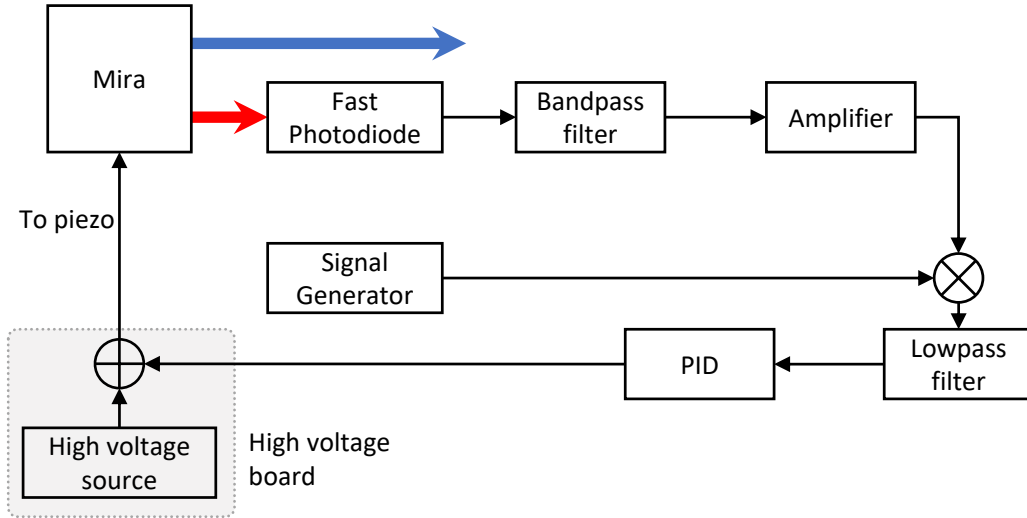 Mira
Fast
Photodiode
Bandpass
filter
Amplifier
To piezo
Signal
Generator
PID
Lowpass
filter
High voltage
source
High voltage
board